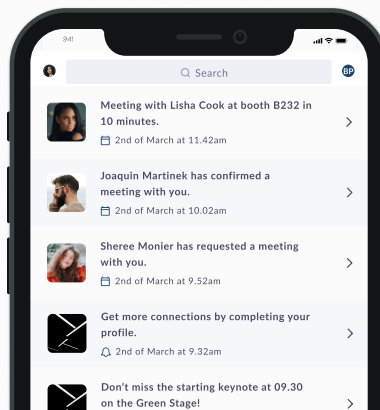 9:41
Search
BP
Meeting with Lisha Cook at booth B232 in
10 minutes.
2nd of March at 11.42am
Joaquin Martinek has confirmed a
meeting with you.
2nd of March at 10.02am
Sheree Monier has requested a meeting
with you.
2nd of March at 9.52am
Get more connections by completing your
profile.
2nd of March at 9.32am
Don't miss the starting keynote at 09.30
on the Green Stage!